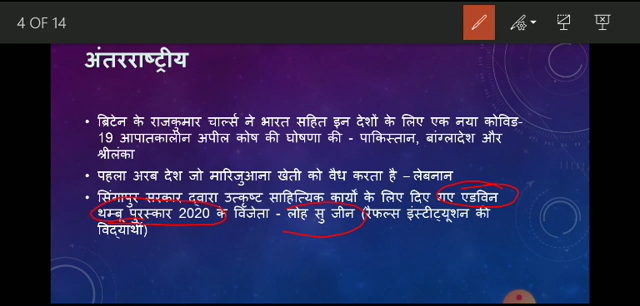 4 OF 14
अंतरराष्ट्रीय
• ब्रिटेन के राजकुमार चार्ल्स ने भारत सहित इन देशों के लिए एक नया कोविड-
19 आपातकालीन अपील कोष की घोषणा की - पाकिस्तान, बांग्लादेश और
श्रीलंका
• पहला अरब देश जो मारिजुआना खेती को वैध करता है – लेबनान
• सिंगापुर सरकार द्वारा उत्कृष्ट साहित्यिक कार्यों के लिए दिए गए एडविन
थम्बू पुरस्कार 2020 के विजेता - लोह सु जीन (रैफल्स इंस्टीट्यूशन की
विद्यार्थी)